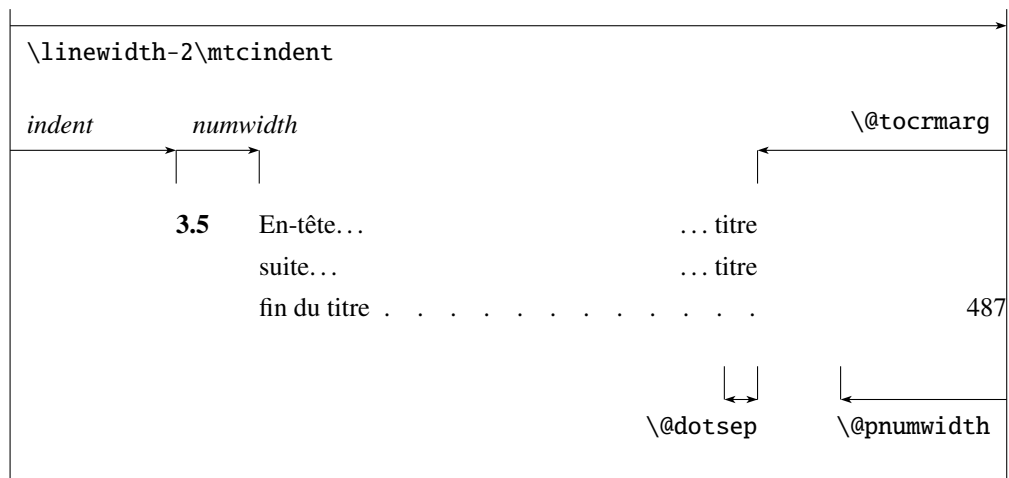 \linewidth-2\mtcindent
indent numwidth \@tocrmarg
3.5 En-tête... ... titre
suite... ... titre
fin du titre . . . . . . . . . . . . 487
\@dotsep \@pnumwidth